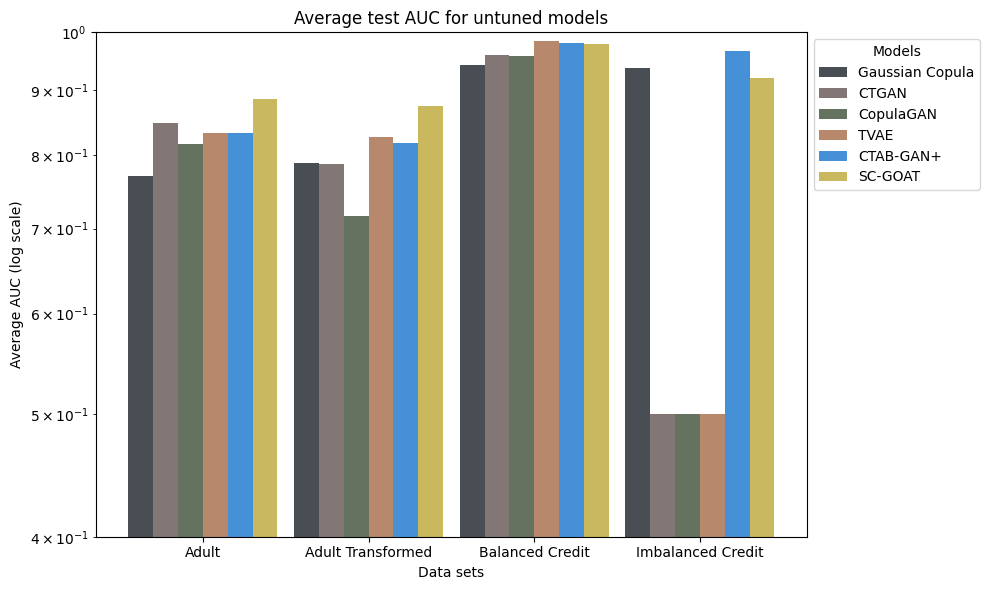 Average test AUC for untuned models
Average AUC (log scale)
10⁰
9 × 10⁻¹
8 × 10⁻¹
7 × 10⁻¹
6 × 10⁻¹
5 × 10⁻¹
4 × 10⁻¹
Adult
Adult Transformed
Balanced Credit
Imbalanced Credit
Data sets
Models
Gaussian Copula
CTGAN
CopulaGAN
TVAE
CTAB-GAN+
SC-GOAT